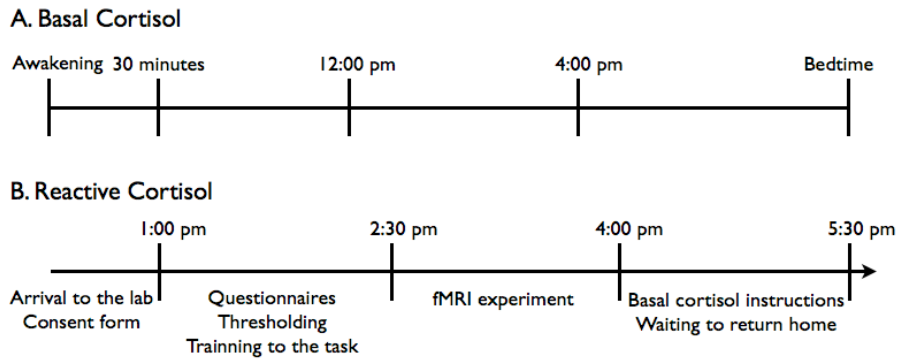 A. Basal Cortisol
Awakening 30 minutes 12:00 pm 4:00 pm Bedtime
B. Reactive Cortisol
1:00 pm 2:30 pm 4:00 pm 5:30 pm
Arrival to the lab
Consent form
Questionnaires
Thresholding
Trainning to the task
fMRI experiment
Basal cortisol instructions
Waiting to return home